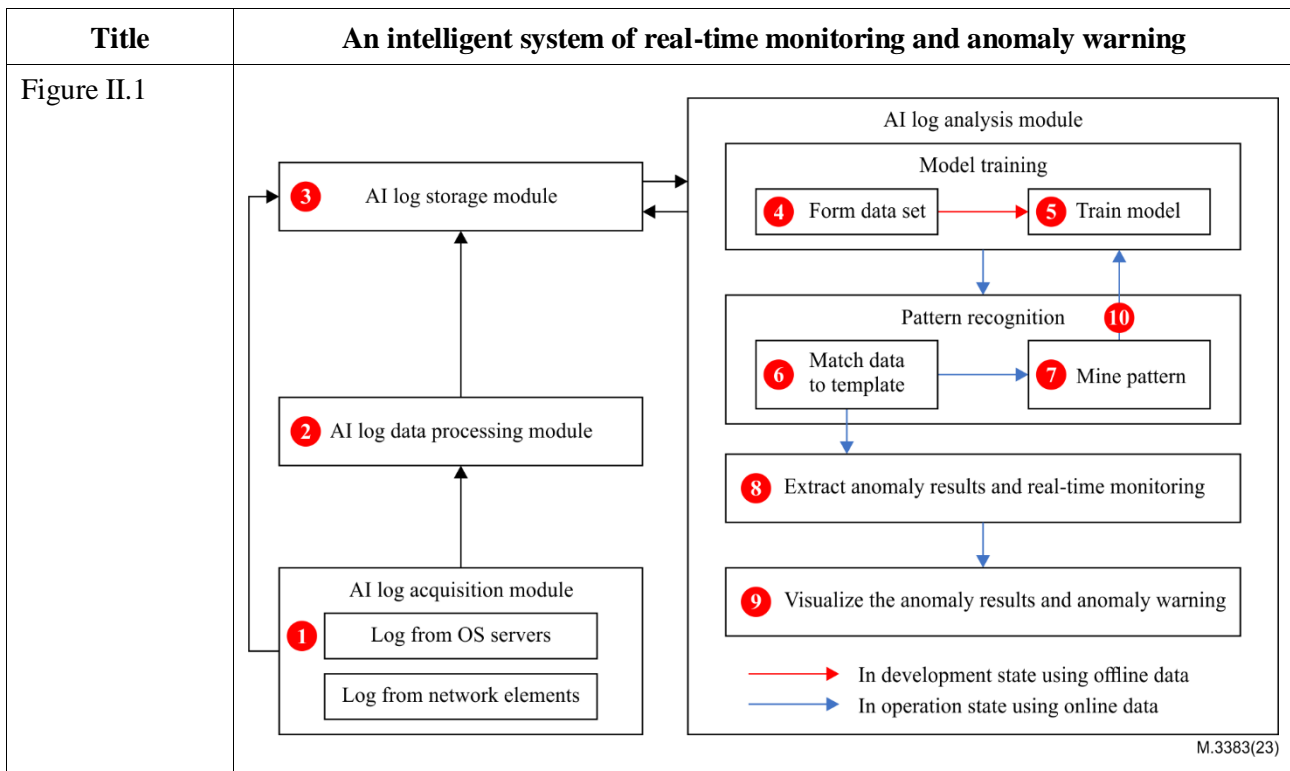 Title
An intelligent system of real-time monitoring and anomaly warning
Figure II.1
AI log analysis module
Model training
4 Form data set
5 Train model
3 AI log storage module
Pattern recognition
10
6 Match data
to template
7 Mine pattern
2 AI log data processing module
8 Extract anomaly results and real-time monitoring
AI log acquisition module
1 Log from OS servers
Log from network elements
9 Visualize the anomaly results and anomaly warning
In development state using offline data
In operation state using online data
M.3383(23)